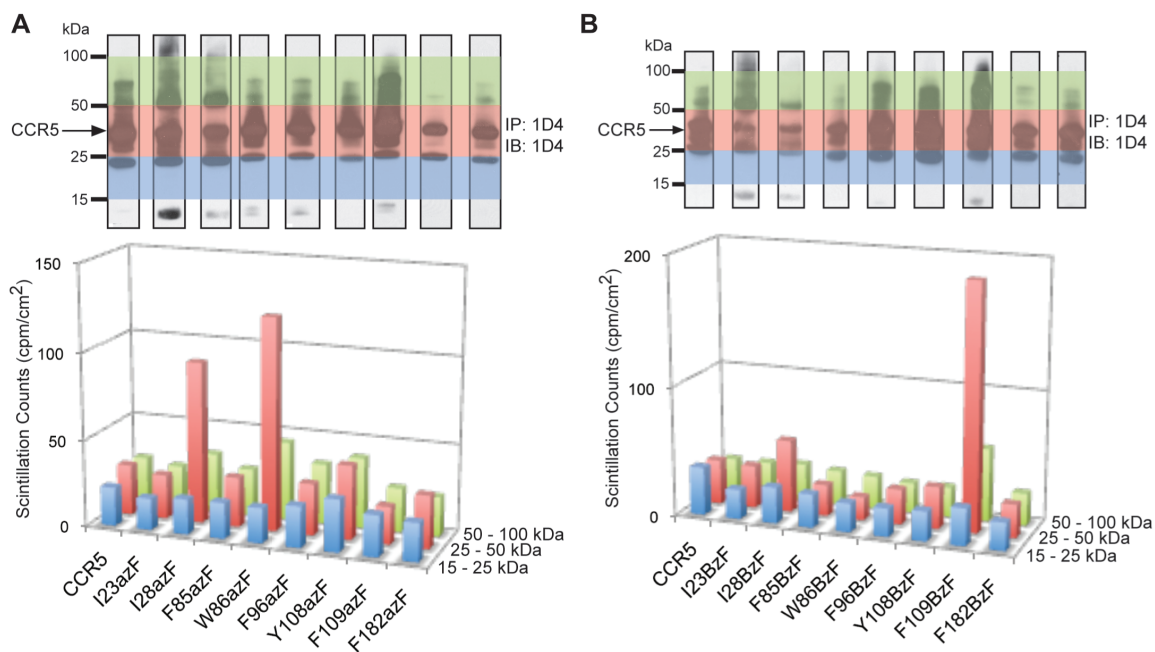 A
kDa
100
50
CCR5
25
15
IP: 1D4
IB: 1D4
150
100
50
0
Scintillation Counts (cpm/cm2)
50 - 100 kDa
25 - 50 kDa
15 - 25 kDa
CCR5
I23azF
I28azF
F85azF
W86azF
F96azF
Y108azF
F109azF
F182azF
B
kDa
100
50
CCR5
25
15
IP: 1D4
IB: 1D4
200
100
0
Scintillation Counts (cpm/cm2)
50 - 100 kDa
25 - 50 kDa
15 - 25 kDa
CCR5
I23BzF
I28BzF
F85BzF
W86BzF
F96BzF
Y108BzF
F109BzF
F182BzF